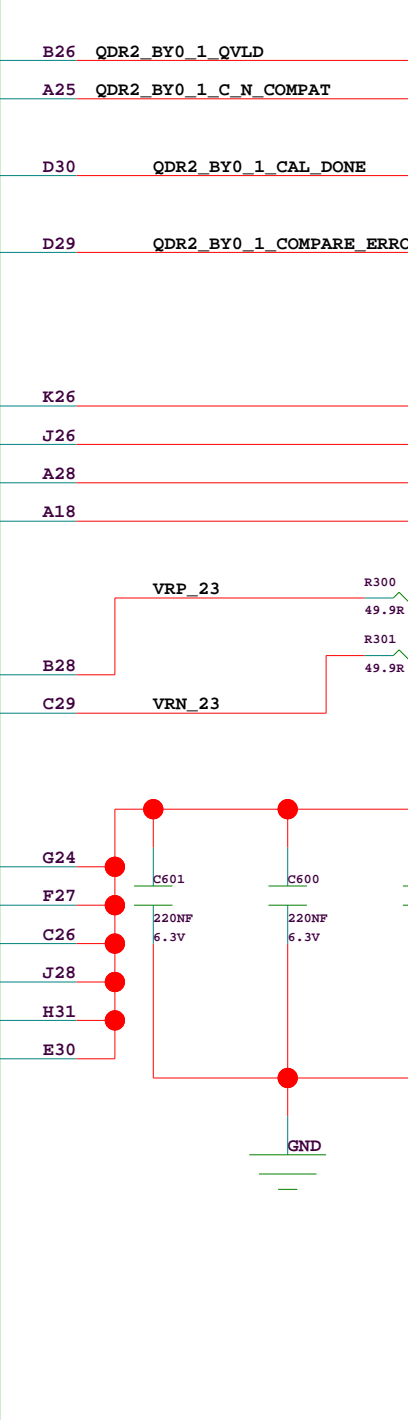 B26 QDR2_BY0_1_QVLD
A25 QDR2_BY0_1_C_N_COMPAT
D30 QDR2_BY0_1_CAL_DONE
D29 QDR2_BY0_1_COMPARE_ERRO
K26
J26
A28
A18
R300
VRP_23
49.9R
R301
B28
49.9R
C29 VRN_23
G24
C601 C600
F27
220NF 220NF
6.3V 6.3V
C26
J28
H31
E30
GND